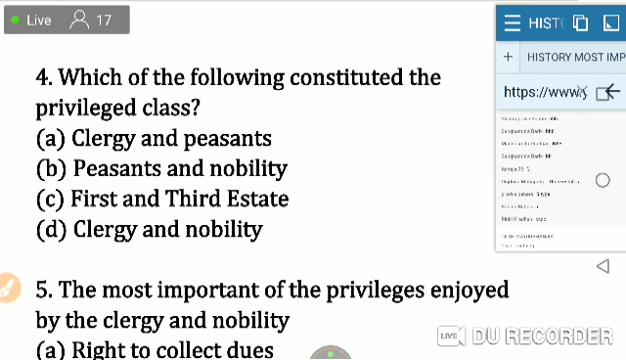 Live 17
4. Which of the following constituted the
privileged class?
(a) Clergy and peasants
(b) Peasants and nobility
(c) First and Third Estate
(d) Clergy and nobility
5. The most important of the privileges enjoyed
by the clergy and nobility
(a) Right to collect dues
HIST
+ HISTORY MOST IMP
https://www.
LIVE DU RECORDER